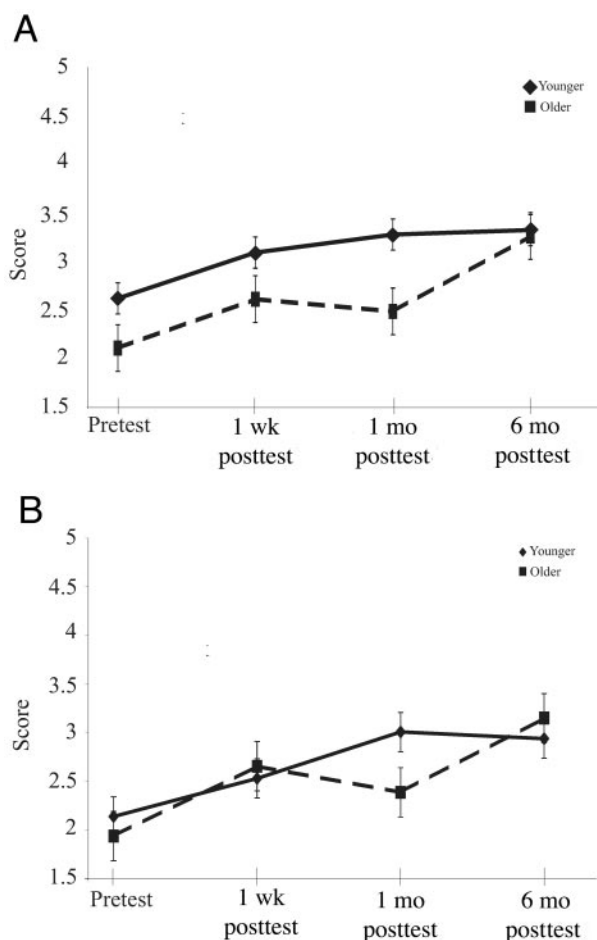 A
5
Younger
Older
4.5
4
3.5
3
2.5
2
1.5
Score
Pretest
1 wk
posttest
1 mo
posttest
6 mo
posttest
B
5
Younger
Older
4.5
4
3.5
3
2.5
2
1.5
Score
Pretest
1 wk
posttest
1 mo
posttest
6 mo
posttest